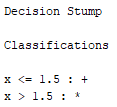 Decision Stump
Classifications
x <= 1.5 : +
x > 1.5 : *